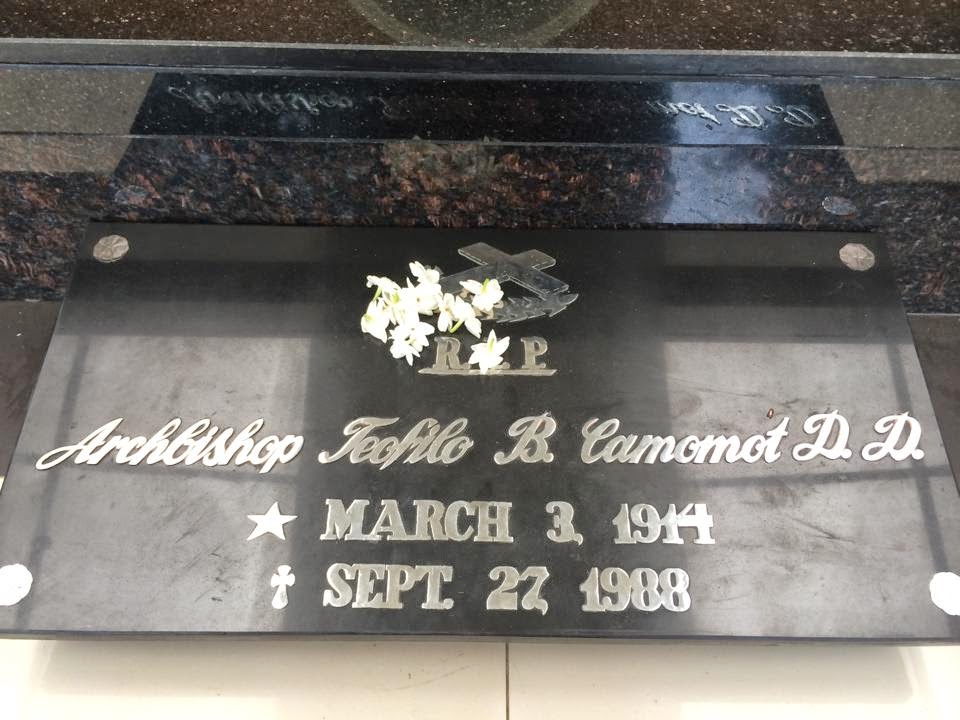 R.I.P.
Archbishop Teofilo B. Camomot D.D.
MARCH 3, 1914
SEPT. 27, 1988